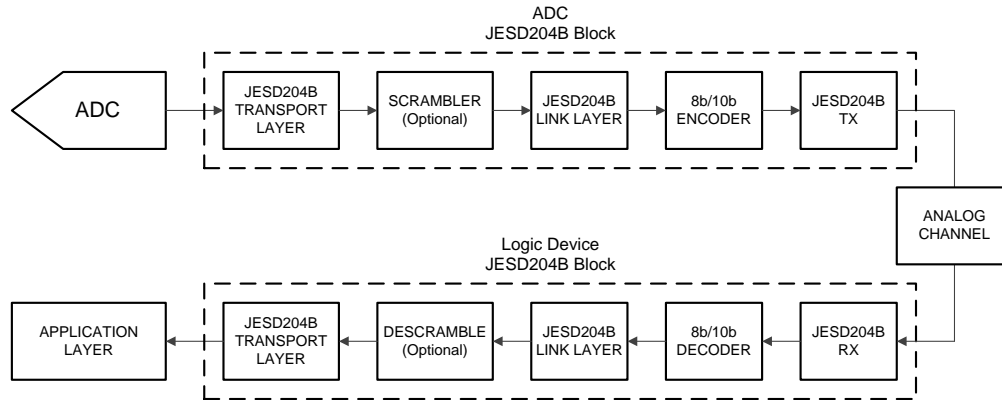 ADC
JESD204B Block
ADC
JESD204B
TRANSPORT
LAYER
SCRAMBLER
(Optional)
JESD204B
LINK LAYER
8b/10b
ENCODER
JESD204B
TX
ANALOG
CHANNEL
Logic Device
JESD204B Block
APPLICATION
LAYER
JESD204B
TRANSPORT
LAYER
DESCRAMBLE
(Optional)
JESD204B
LINK LAYER
8b/10b
DECODER
JESD204B
RX